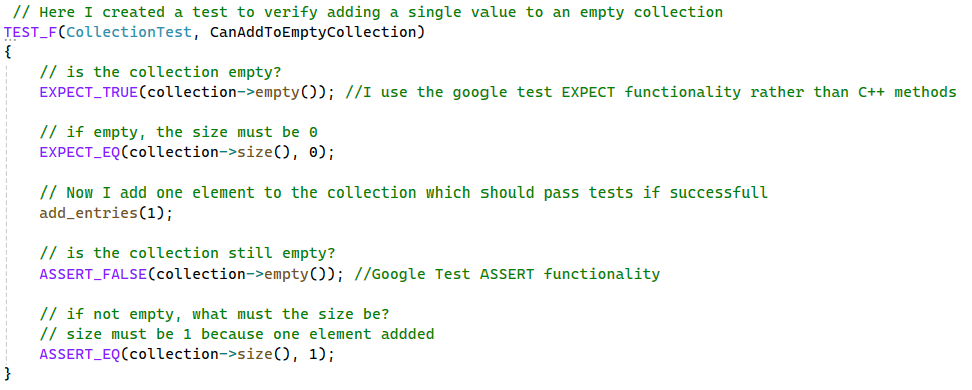 // Here I created a test to verify adding a single value to an empty collection
TEST_F(CollectionTest, CanAddToEmptyCollection)
{
// is the collection empty?
EXPECT_TRUE(collection->empty()); //I use the google test EXPECT functionality rather than C++ methods
// if empty, the size must be 0
EXPECT_EQ(collection->size(), 0);
// Now I add one element to the collection which should pass tests if successfull
add_entries(1);
// is the collection still empty?
ASSERT_FALSE(collection->empty()); //Google Test ASSERT functionality
// if not empty, what must the size be?
// size must be 1 because one element addded
ASSERT_EQ(collection->size(), 1);
}